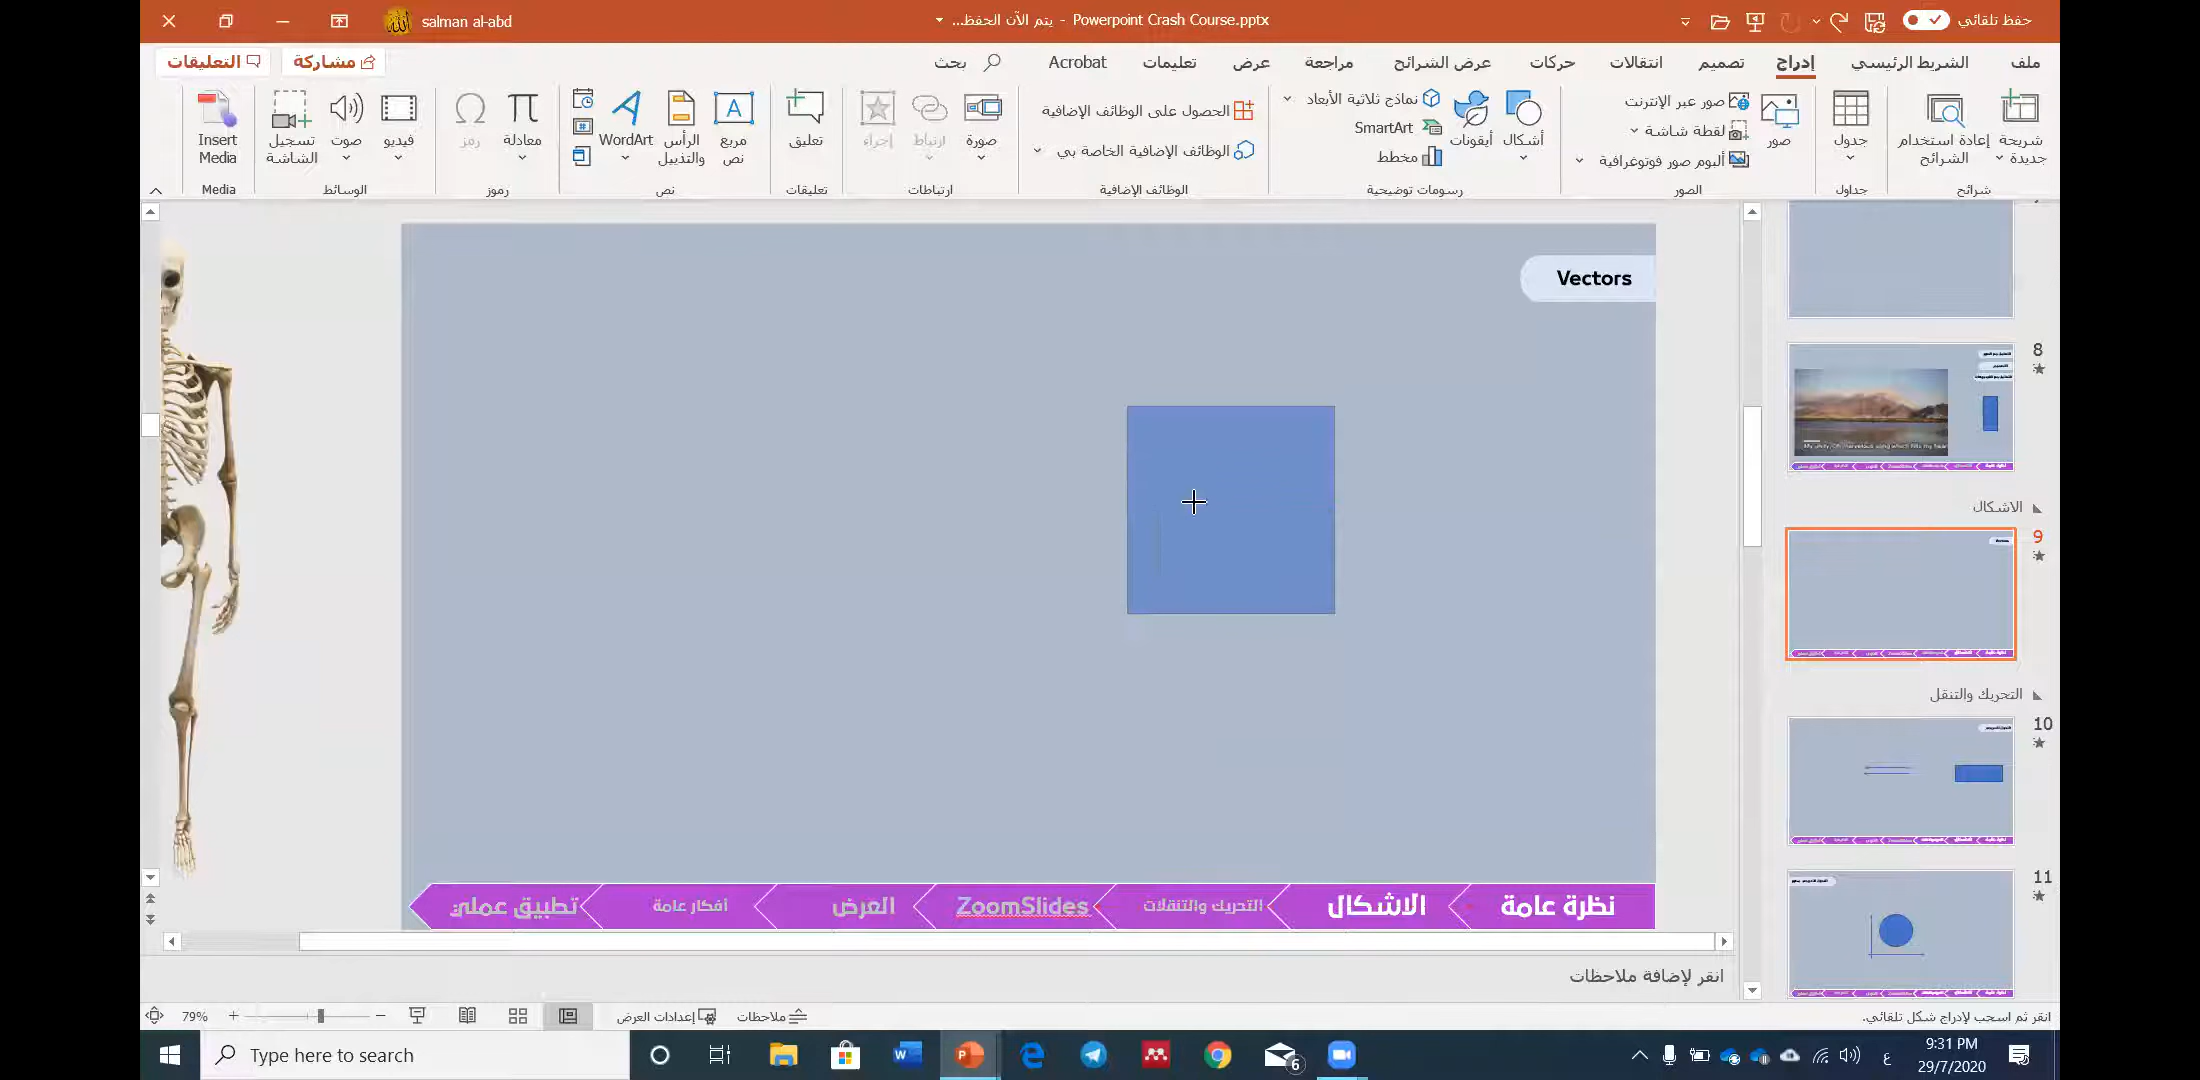 salman al-abd
Powerpoint Crash Course.pptx - يتم الآن الحفظ...
حفظ تلقائي
ملف
الشريط الرئيسي
إدراج
تصميم
انتقالات
حركات
عرض الشرائح
مراجعة
عرض
تعليمات
Acrobat
بحث
مشاركة
التعليقات
شريحة
جديدة
إعادة استخدام
الشرائح
شرائح
جدول
جداول
صور
صور عبر الإنترنت
لقطة شاشة
ألبوم صور فوتوغرافية
الصور
أشكال
أيقونات
نماذج ثلاثية الأبعاد
SmartArt
مخطط
رسومات توضيحية
الحصول على الوظائف الإضافية
الوظائف الإضافية الخاصة بي
الوظائف الإضافية
صورة
ارتباط
إجراء
ارتباطات
تعليق
تعليقات
مربع
نص
الرأس
والتذييل
WordArt
نص
معادلة
رمز
رموز
فيديو
صوت
تسجيل
الشاشة
الوسائط
Insert
Media
Media
Vectors
نظرة عامة
الاشكال
التحريك والتنقلات
ZoomSlides
العرض
أفكار عامة
تطبيق عملي
8
الاشكال
9
التحريك والتنقل
10
11
انقر لإضافة ملاحظات
انقر ثم اسحب لإدراج شكل تلقائي.
ملاحظات
إعدادات العرض
79%
Type here to search
6
ع
9:31 PM
29/7/2020